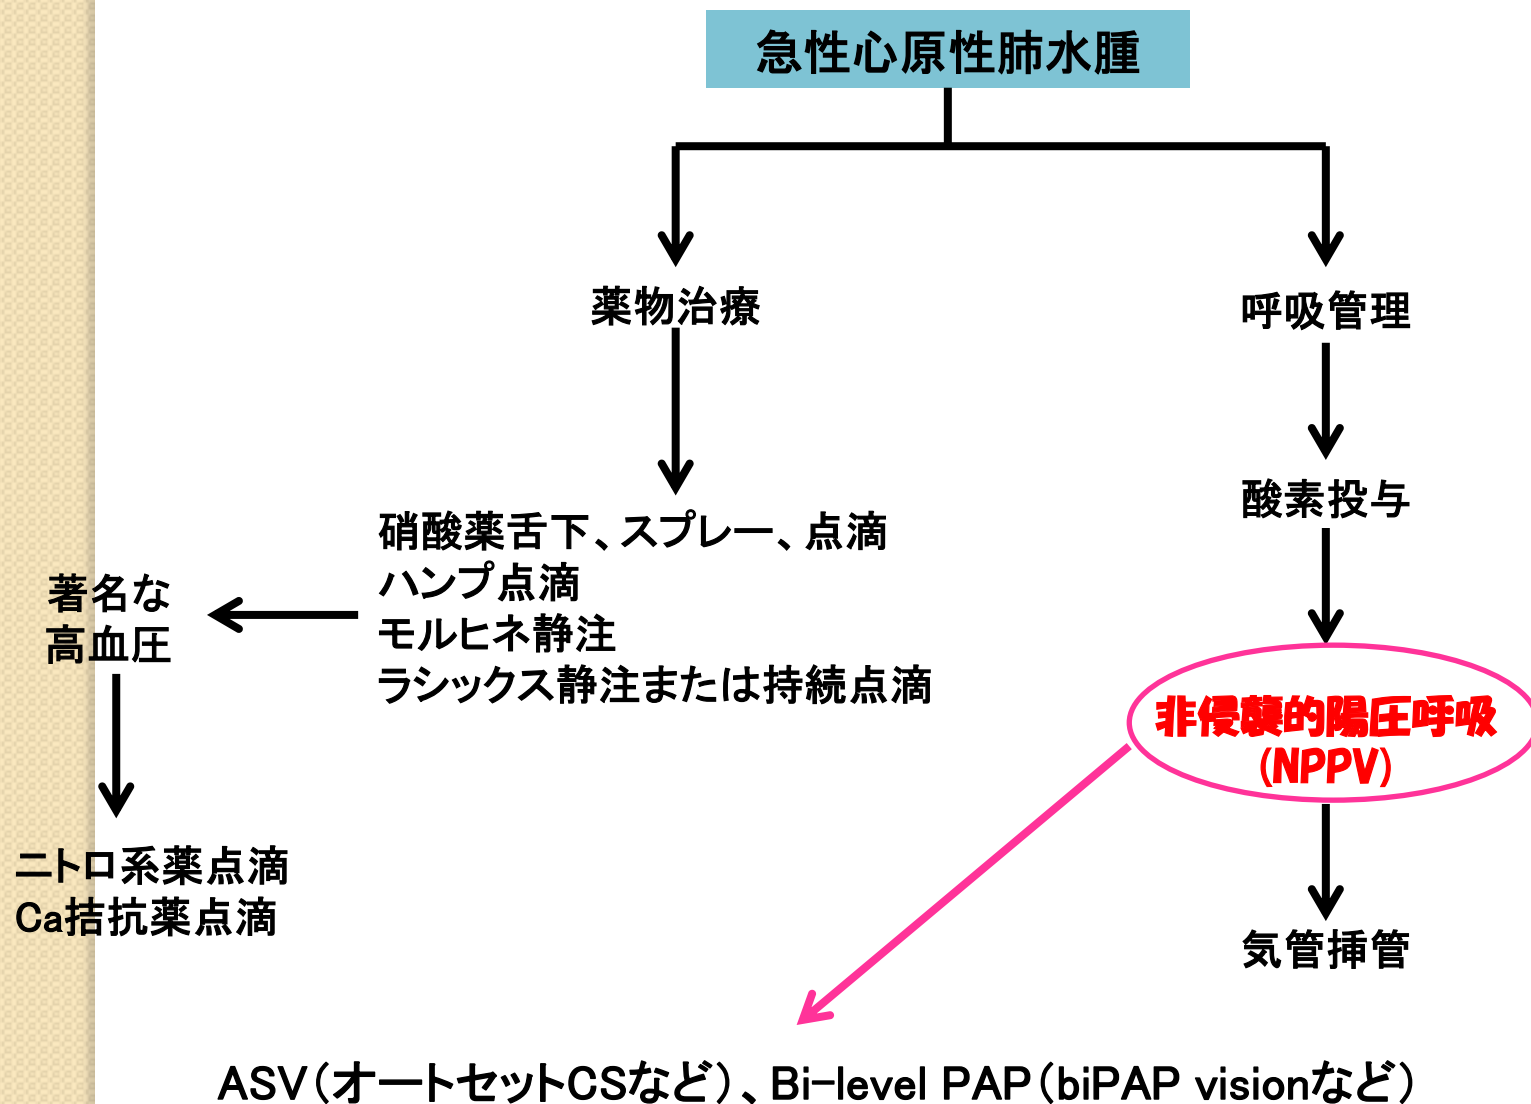 急性心原性肺水腫
薬物治療
呼吸管理
酸素投与
硝酸薬舌下、スプレー、点滴
ハンプ点滴
モルヒネ静注
ラシックス静注または持続点滴
著名な
高血圧
非侵襲的陽圧呼吸
(NPPV)
ニトロ系薬点滴
Ca拮抗薬点滴
気管挿管
ASV(オートセットCSなど)、Bi-level PAP(biPAP visionなど)